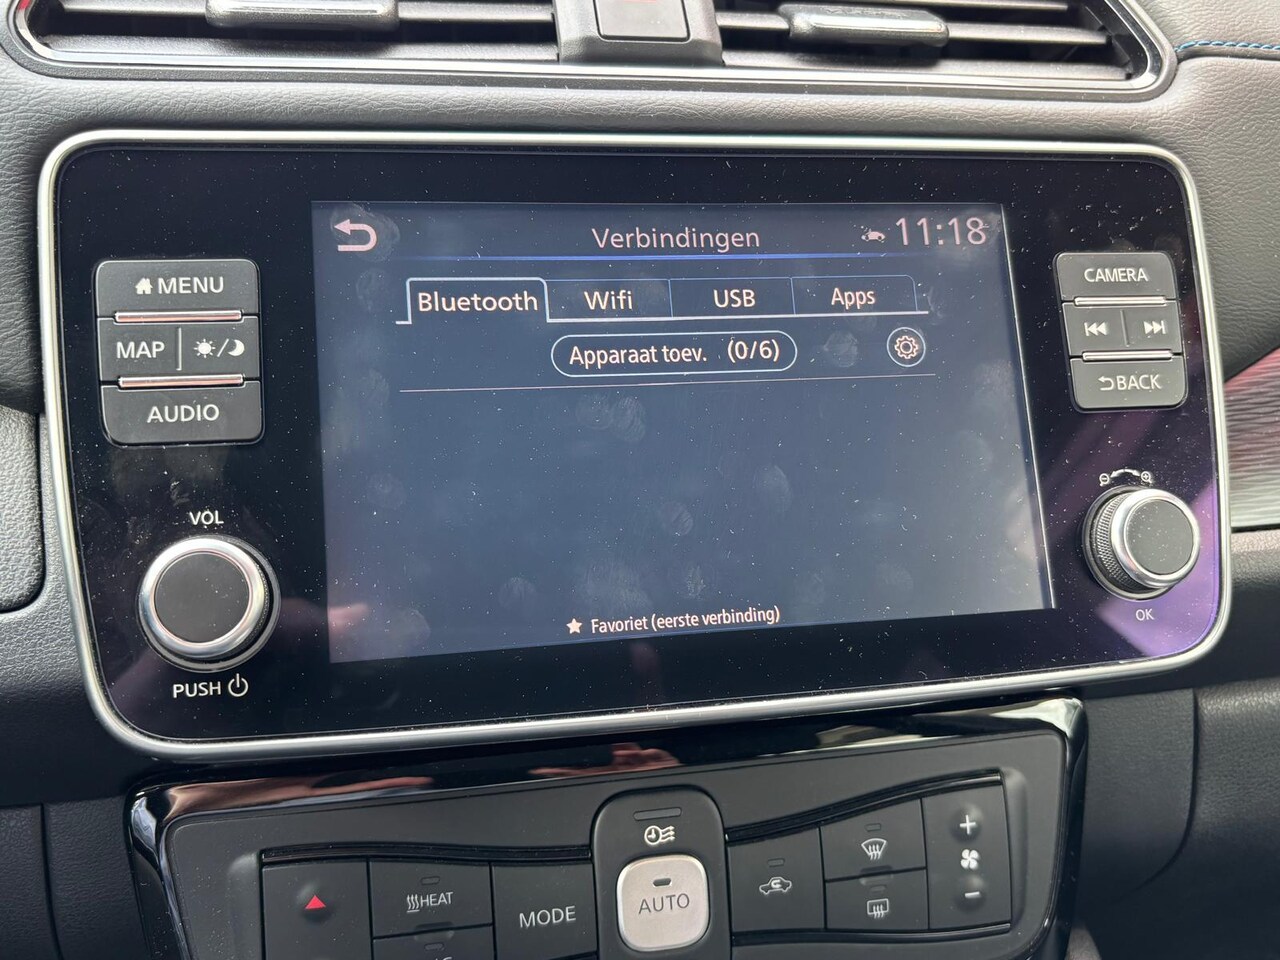 Verbindingen
11:18
Bluetooth
Wifi
USB
Apps
Apparaat toev. (0/6)
★ Favoriet (eerste verbinding)
MENU
MAP
AUDIO
VOL
PUSH
CAMERA
BACK
OK
HEAT
MODE
AUTO
+
-